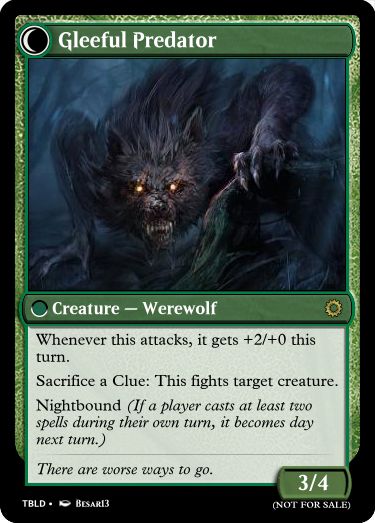 Gleeful Predator
Creature — Werewolf
Whenever this attacks, it gets +2/+0 this
turn.
Sacrifice a Clue: This fights target creature.
Nightbound (If a player casts at least two
spells during their own turn, it becomes day
next turn.)
There are worse ways to go.
3/4
TBLD • Besari3
(NOT FOR SALE)